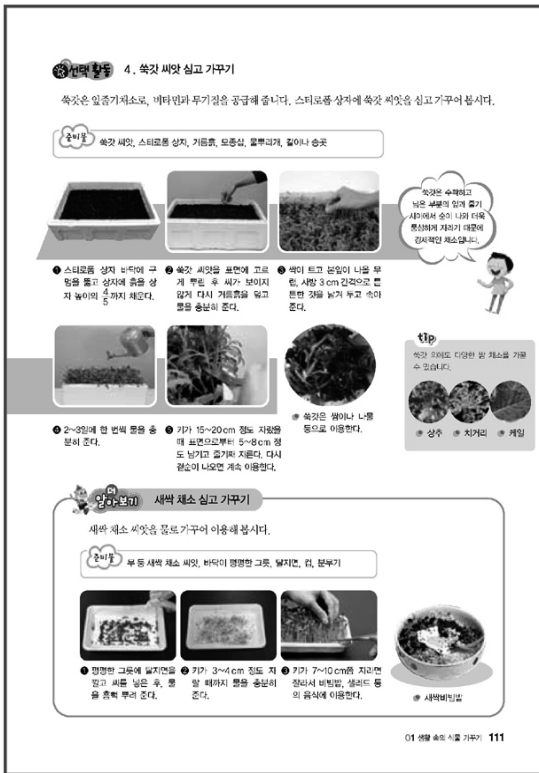 선택 활동 4. 쑥갓 씨앗 심고 가꾸기
쑥갓은 잎줄기채소로, 비타민과 무기질을 공급해 줍니다. 스티로폼 상자에 쑥갓 씨앗을 심고 가꾸어 봅시다.
준비물
쑥갓 씨앗, 스티로폼 상자, 거름흙, 모종삽, 물뿌리개, 칼이나 송곳
쑥갓은 수확하고
남은 부분의 잎과 줄기
사이에서 순이 나와 더욱
풍성하게 자라기 때문에
경제적인 채소입니다.
❶ 스티로폼 상자 바닥에 구
멍을 뚫고 상자에 흙을 상
자 높이의 4/5까지 채운다.
❷ 쑥갓 씨앗을 표면에 고르
게 뿌린 후 씨가 보이지
않게 다시 거름흙을 덮고
물을 충분히 준다.
❸ 싹이 트고 본잎이 나올 무
렵, 사방 3cm 간격으로 튼
튼한 것을 남겨 두고 솎아
준다.
❹ 2~3일에 한 번씩 물을 충
분히 준다.
❺ 키가 15~20cm 정도 자랐을
때 표면으로부터 5~8cm 정
도 남기고 줄기째 자른다. 다시
곁순이 나오면 계속 이용한다.
쑥갓은 쌈이나 나물
등으로 이용한다.
tip
쑥갓 외에도 다양한 쌈 채소를 가꿀
수 있습니다.
상추 치커리 케일
더 알아보기 새싹 채소 심고 가꾸기
새싹 채소 씨앗을 물로 가꾸어 이용해 봅시다.
준비물
무 등 새싹 채소 씨앗, 바닥이 평평한 그릇, 탈지면, 컵, 분무기
❶ 평평한 그릇에 탈지면을
깔고 씨를 넣은 후, 물
을 흠뻑 뿌려 준다.
❷ 키가 3~4cm 정도 자
랄 때까지 물을 충분히
준다.
❸ 키가 7~10cm쯤 자라면
잘라서 비빔밥, 샐러드 등
의 음식에 이용한다.
새싹비빔밥
01 생활 속의 식물 가꾸기 111